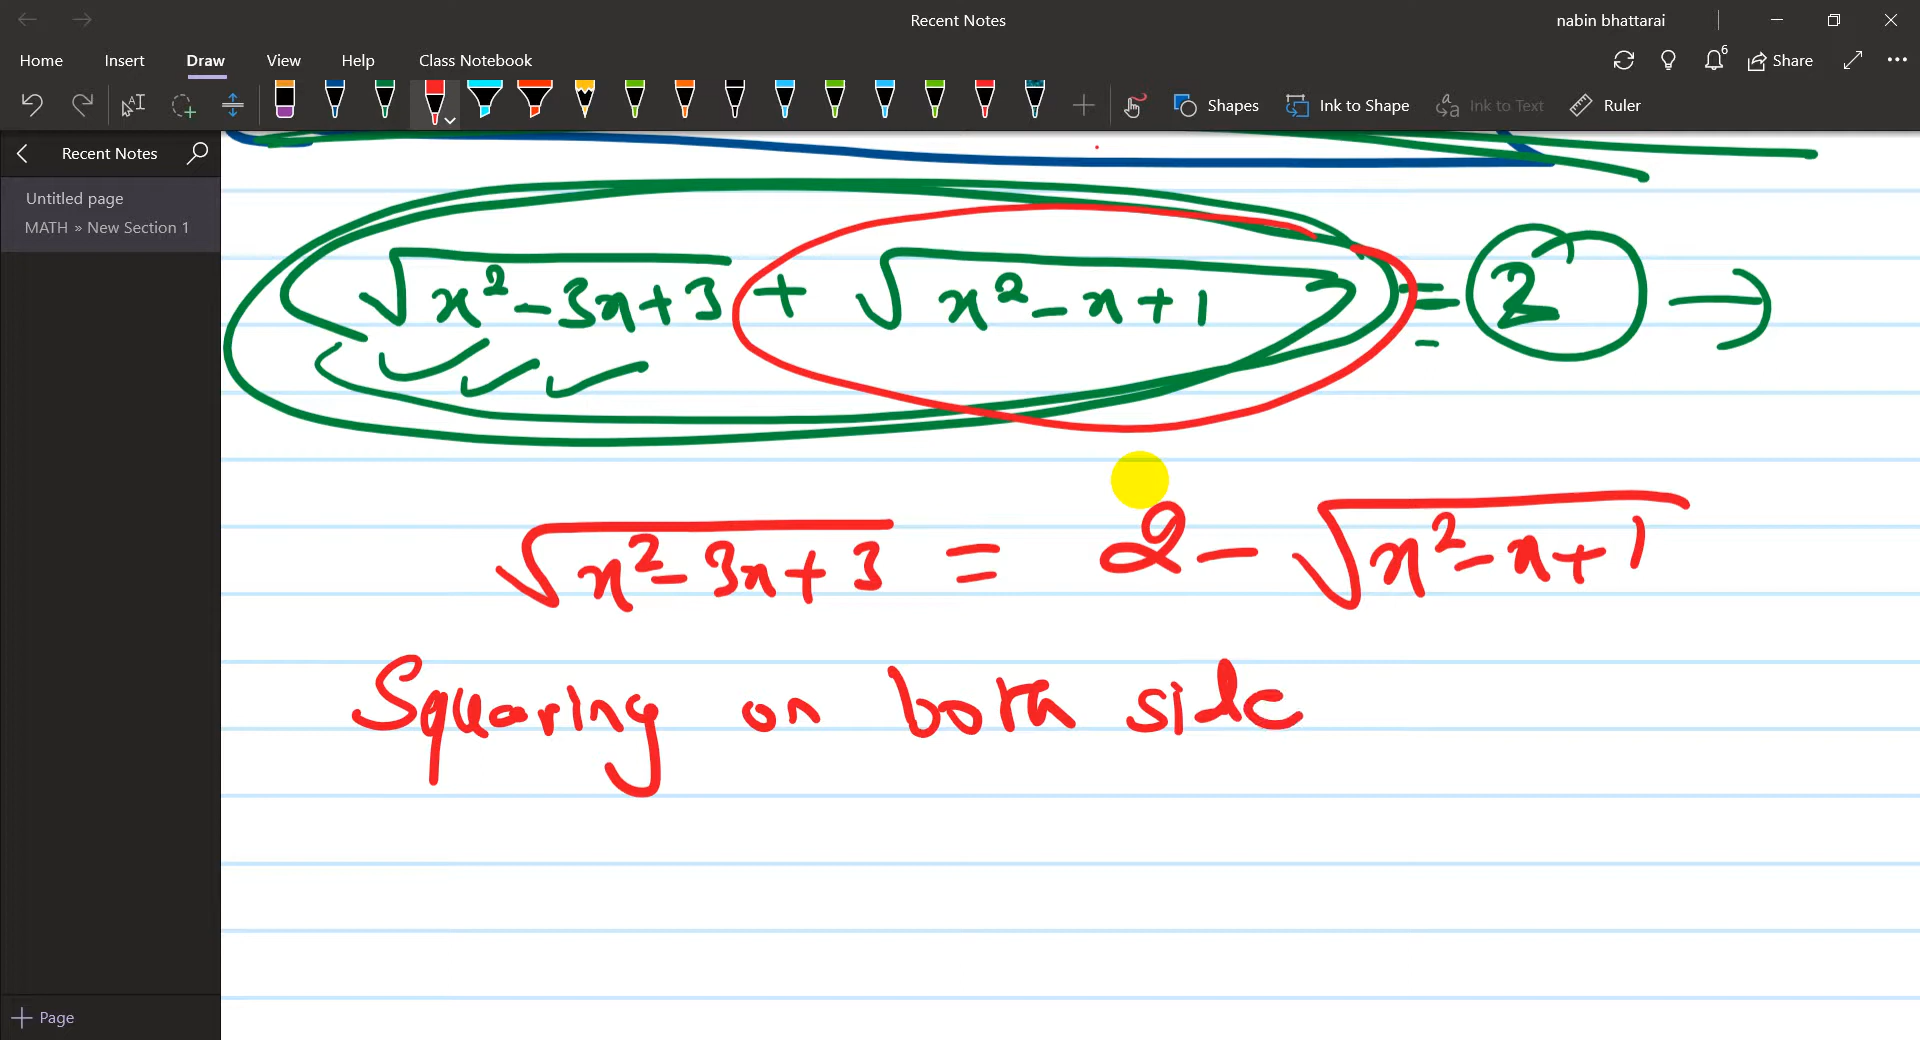 Recent Notes
nabin bhattarai
Home Insert Draw View Help Class Notebook
6
Share
Shapes Ink to Shape Ink to Text Ruler
Recent Notes
Untitled page
MATH » New Section 1
√(x² - 3x + 3) + √(x² - x + 1) = 2
√(x² - 3x + 3) = 2 - √(x² - x + 1)
Squaring on both side
Page